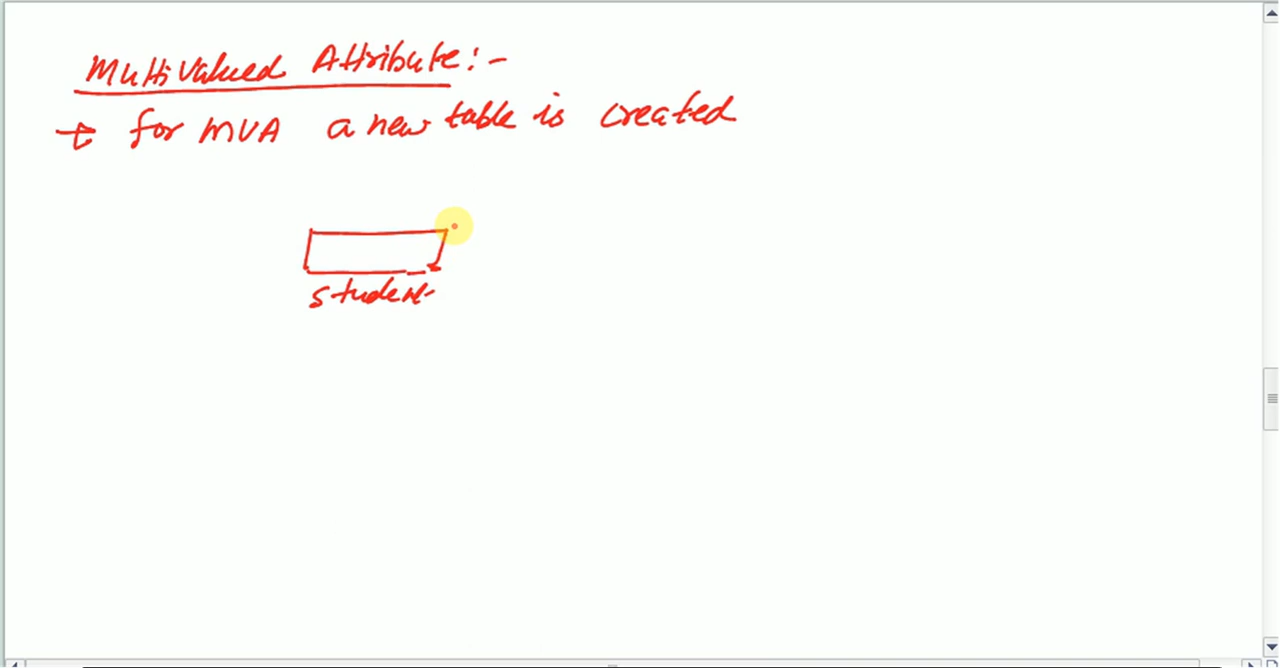 Multivalued Attribute:-
→ for MVA a new table is created
Student